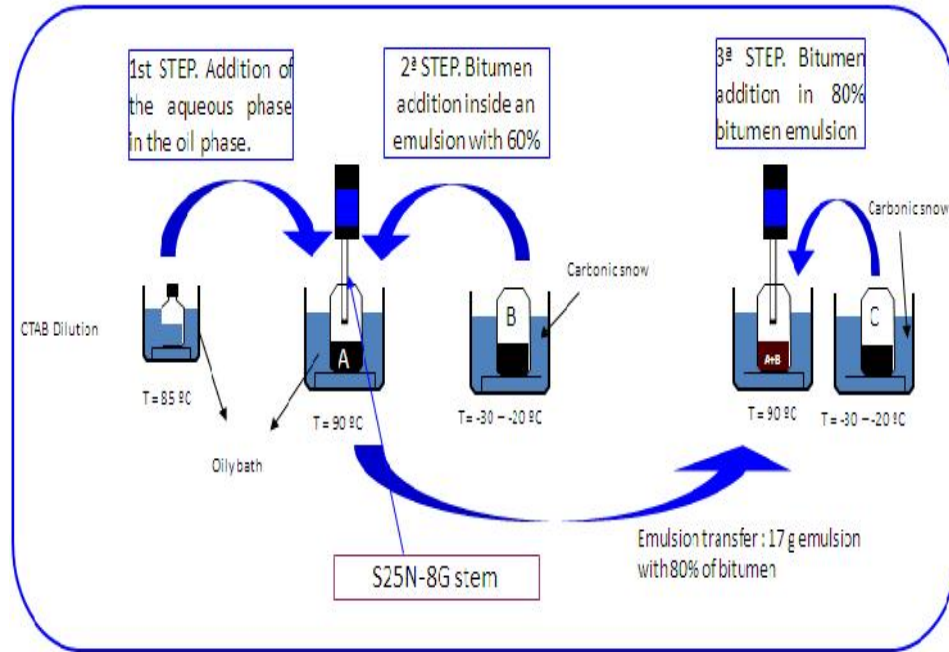 1st STEP. Addition of
the aqueous phase
in the oil phase.
2ª STEP. Bitumen
addition inside an
emulsion with 60%
3ª STEP. Bitumen
addition in 80%
bitumen emulsion
Carbonic snow
Carbonic snow
CTAB Dilution
A
B
A+B
C
T = 85 ºC
T = 90 ºC
T = -30 – -20 ºC
T = 90 ºC
T = -30 – -20 ºC
Oily bath
S25N-8G stem
Emulsion transfer : 17 g emulsion
with 80% of bitumen